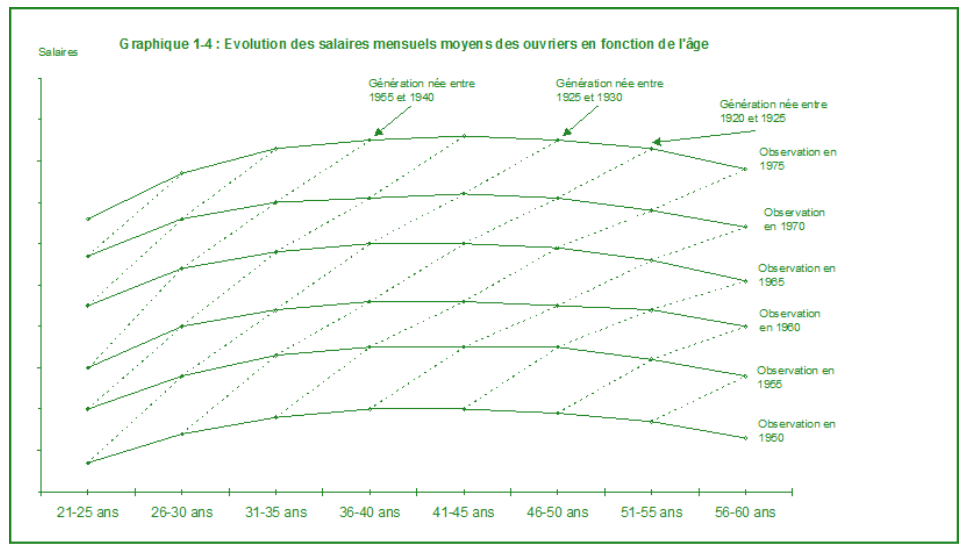 Graphique 1-4 : Evolution des salaires mensuels moyens des ouvriers en fonction de l'âge
Salaires
Génération née entre
1955 et 1940
Génération née entre
1925 et 1930
Génération née entre
1920 et 1925
Observation en
1975
Observation
en 1970
Observation en
1965
Observation
en 1960
Observation en
1955
Observation en
1950
21-25 ans 26-30 ans 31-35 ans 36-40 ans 41-45 ans 46-50 ans 51-55 ans 56-60 ans